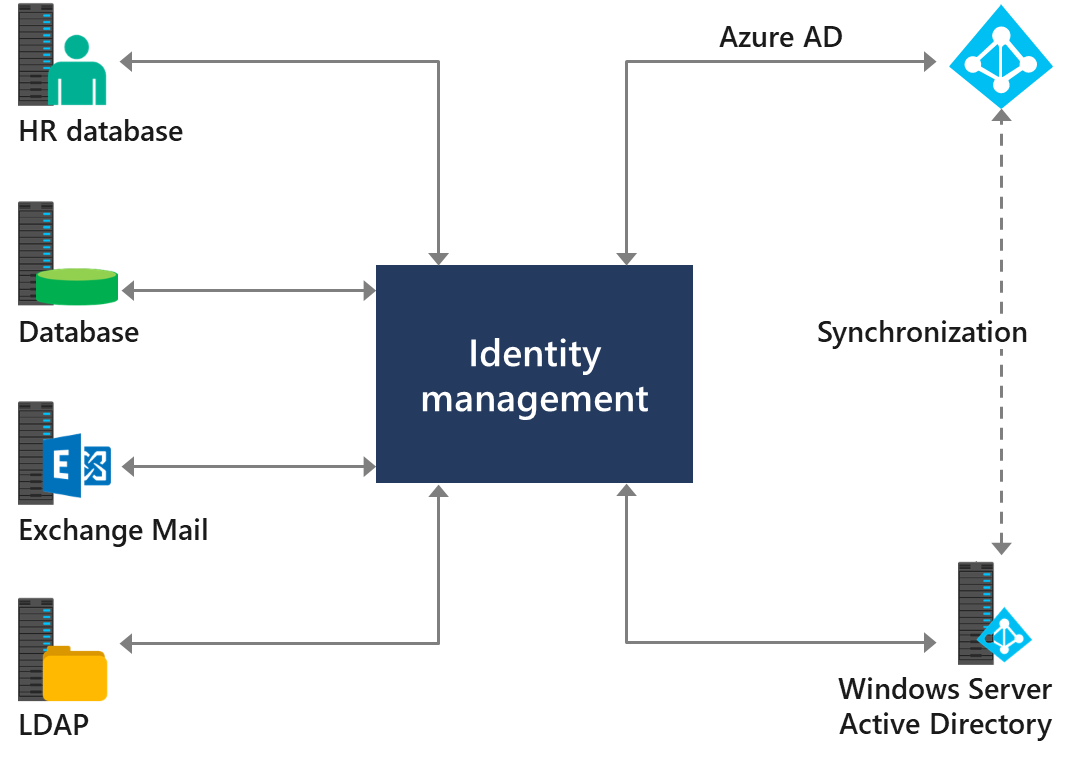 Azure AD
HR database
Database
Synchronization
Identity
management
E
Exchange Mail
LDAP
Windows Server
Active Directory